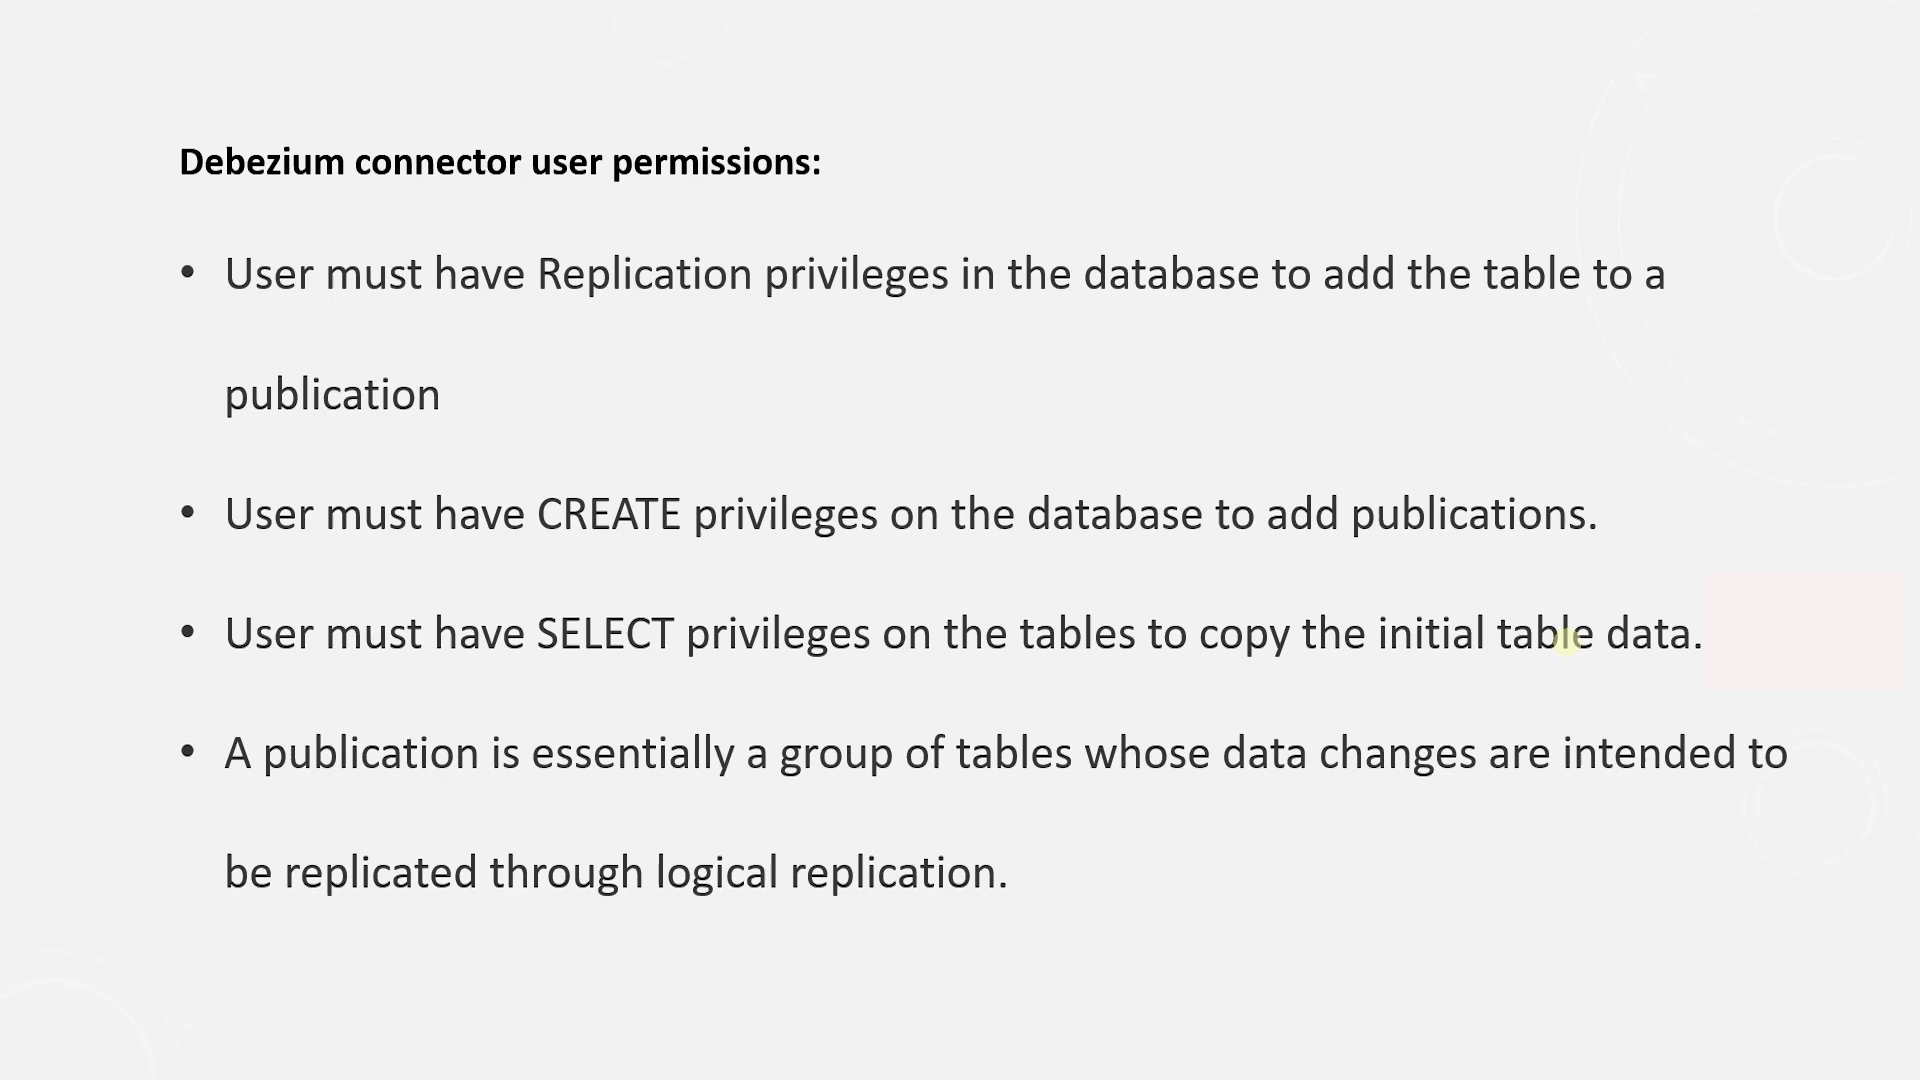 Debezium connector user permissions:
• User must have Replication privileges in the database to add the table to a
publication
• User must have CREATE privileges on the database to add publications.
• User must have SELECT privileges on the tables to copy the initial table data.
• A publication is essentially a group of tables whose data changes are intended to
be replicated through logical replication.